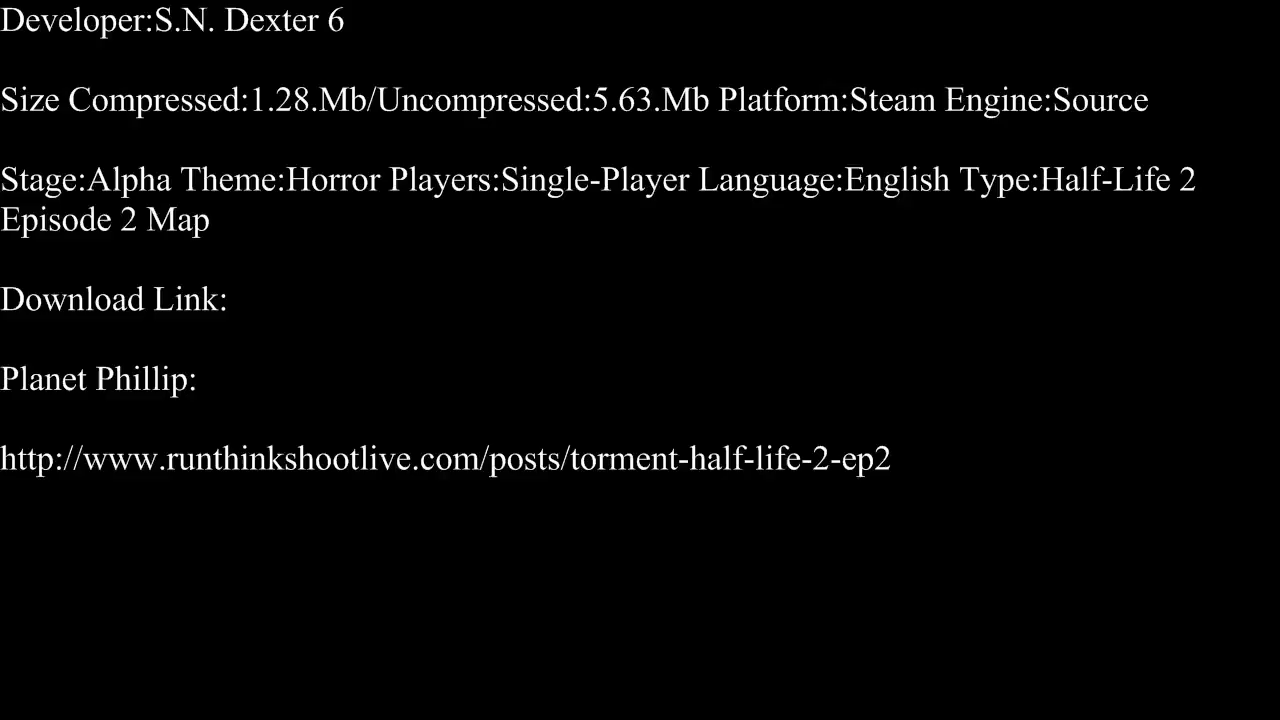 Developer:S.N. Dexter 6
Size Compressed:1.28.Mb/Uncompressed:5.63.Mb Platform:Steam Engine:Source
Stage:Alpha Theme:Horror Players:Single-Player Language:English Type:Half-Life 2
Episode 2 Map
Download Link:
Planet Phillip:
http://www.runthinkshootlive.com/posts/torment-half-life-2-ep2